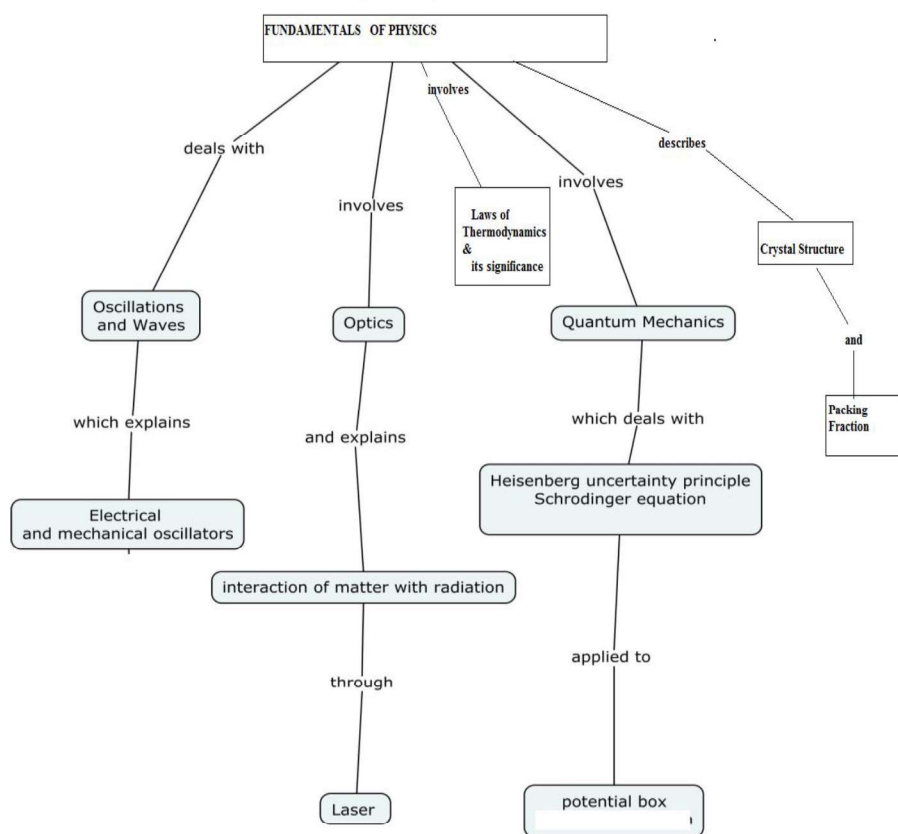 FUNDAMENTALS OF PHYSICS
involves
deals with
describes
involves
involves
Laws of
Thermodynamics
&
its significance
Crystal Structure
Oscillations
and Waves
Optics
Quantum Mechanics
and
which explains
and explains
which deals with
Packing
Fraction
Electrical
and mechanical oscillators
Heisenberg uncertainty principle
Schrodinger equation
interaction of matter with radiation
applied to
through
Laser
potential box